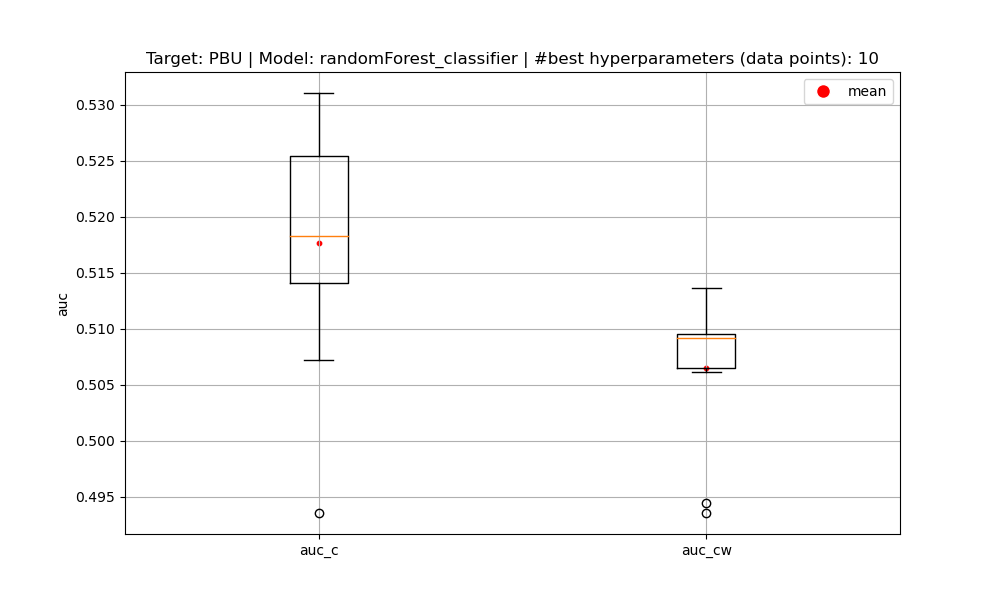 Target: PBU | Model: randomForest_classifier | #best hyperparameters (data points): 10
mean
0.530
0.525
0.520
0.515
0.510
0.505
0.500
0.495
auc
auc_c
auc_cw